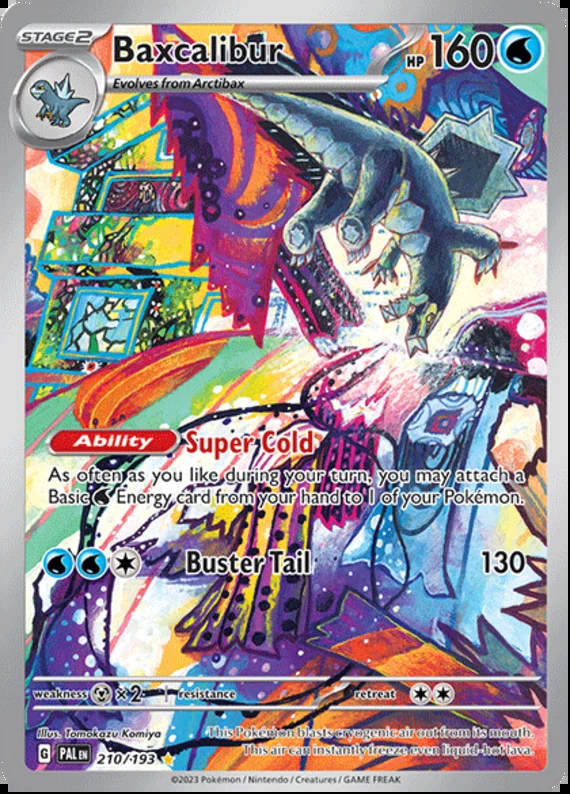 STAGE2 Baxcalibur HP 160
Evolves from Arctibax
Ability Super Cold
As often as you like during your turn, you may attach a
Basic Energy card from your hand to 1 of your Pokémon.
Buster Tail 130
weakness ×2 resistance retreat
Illus. Tomokazu Komiya
This Pokémon blasts cryogenic air out from its mouth.
This air can instantly freeze even liquid-hot lava.
G PAL EN 210/193
©2023 Pokémon / Nintendo / Creatures / GAME FREAK